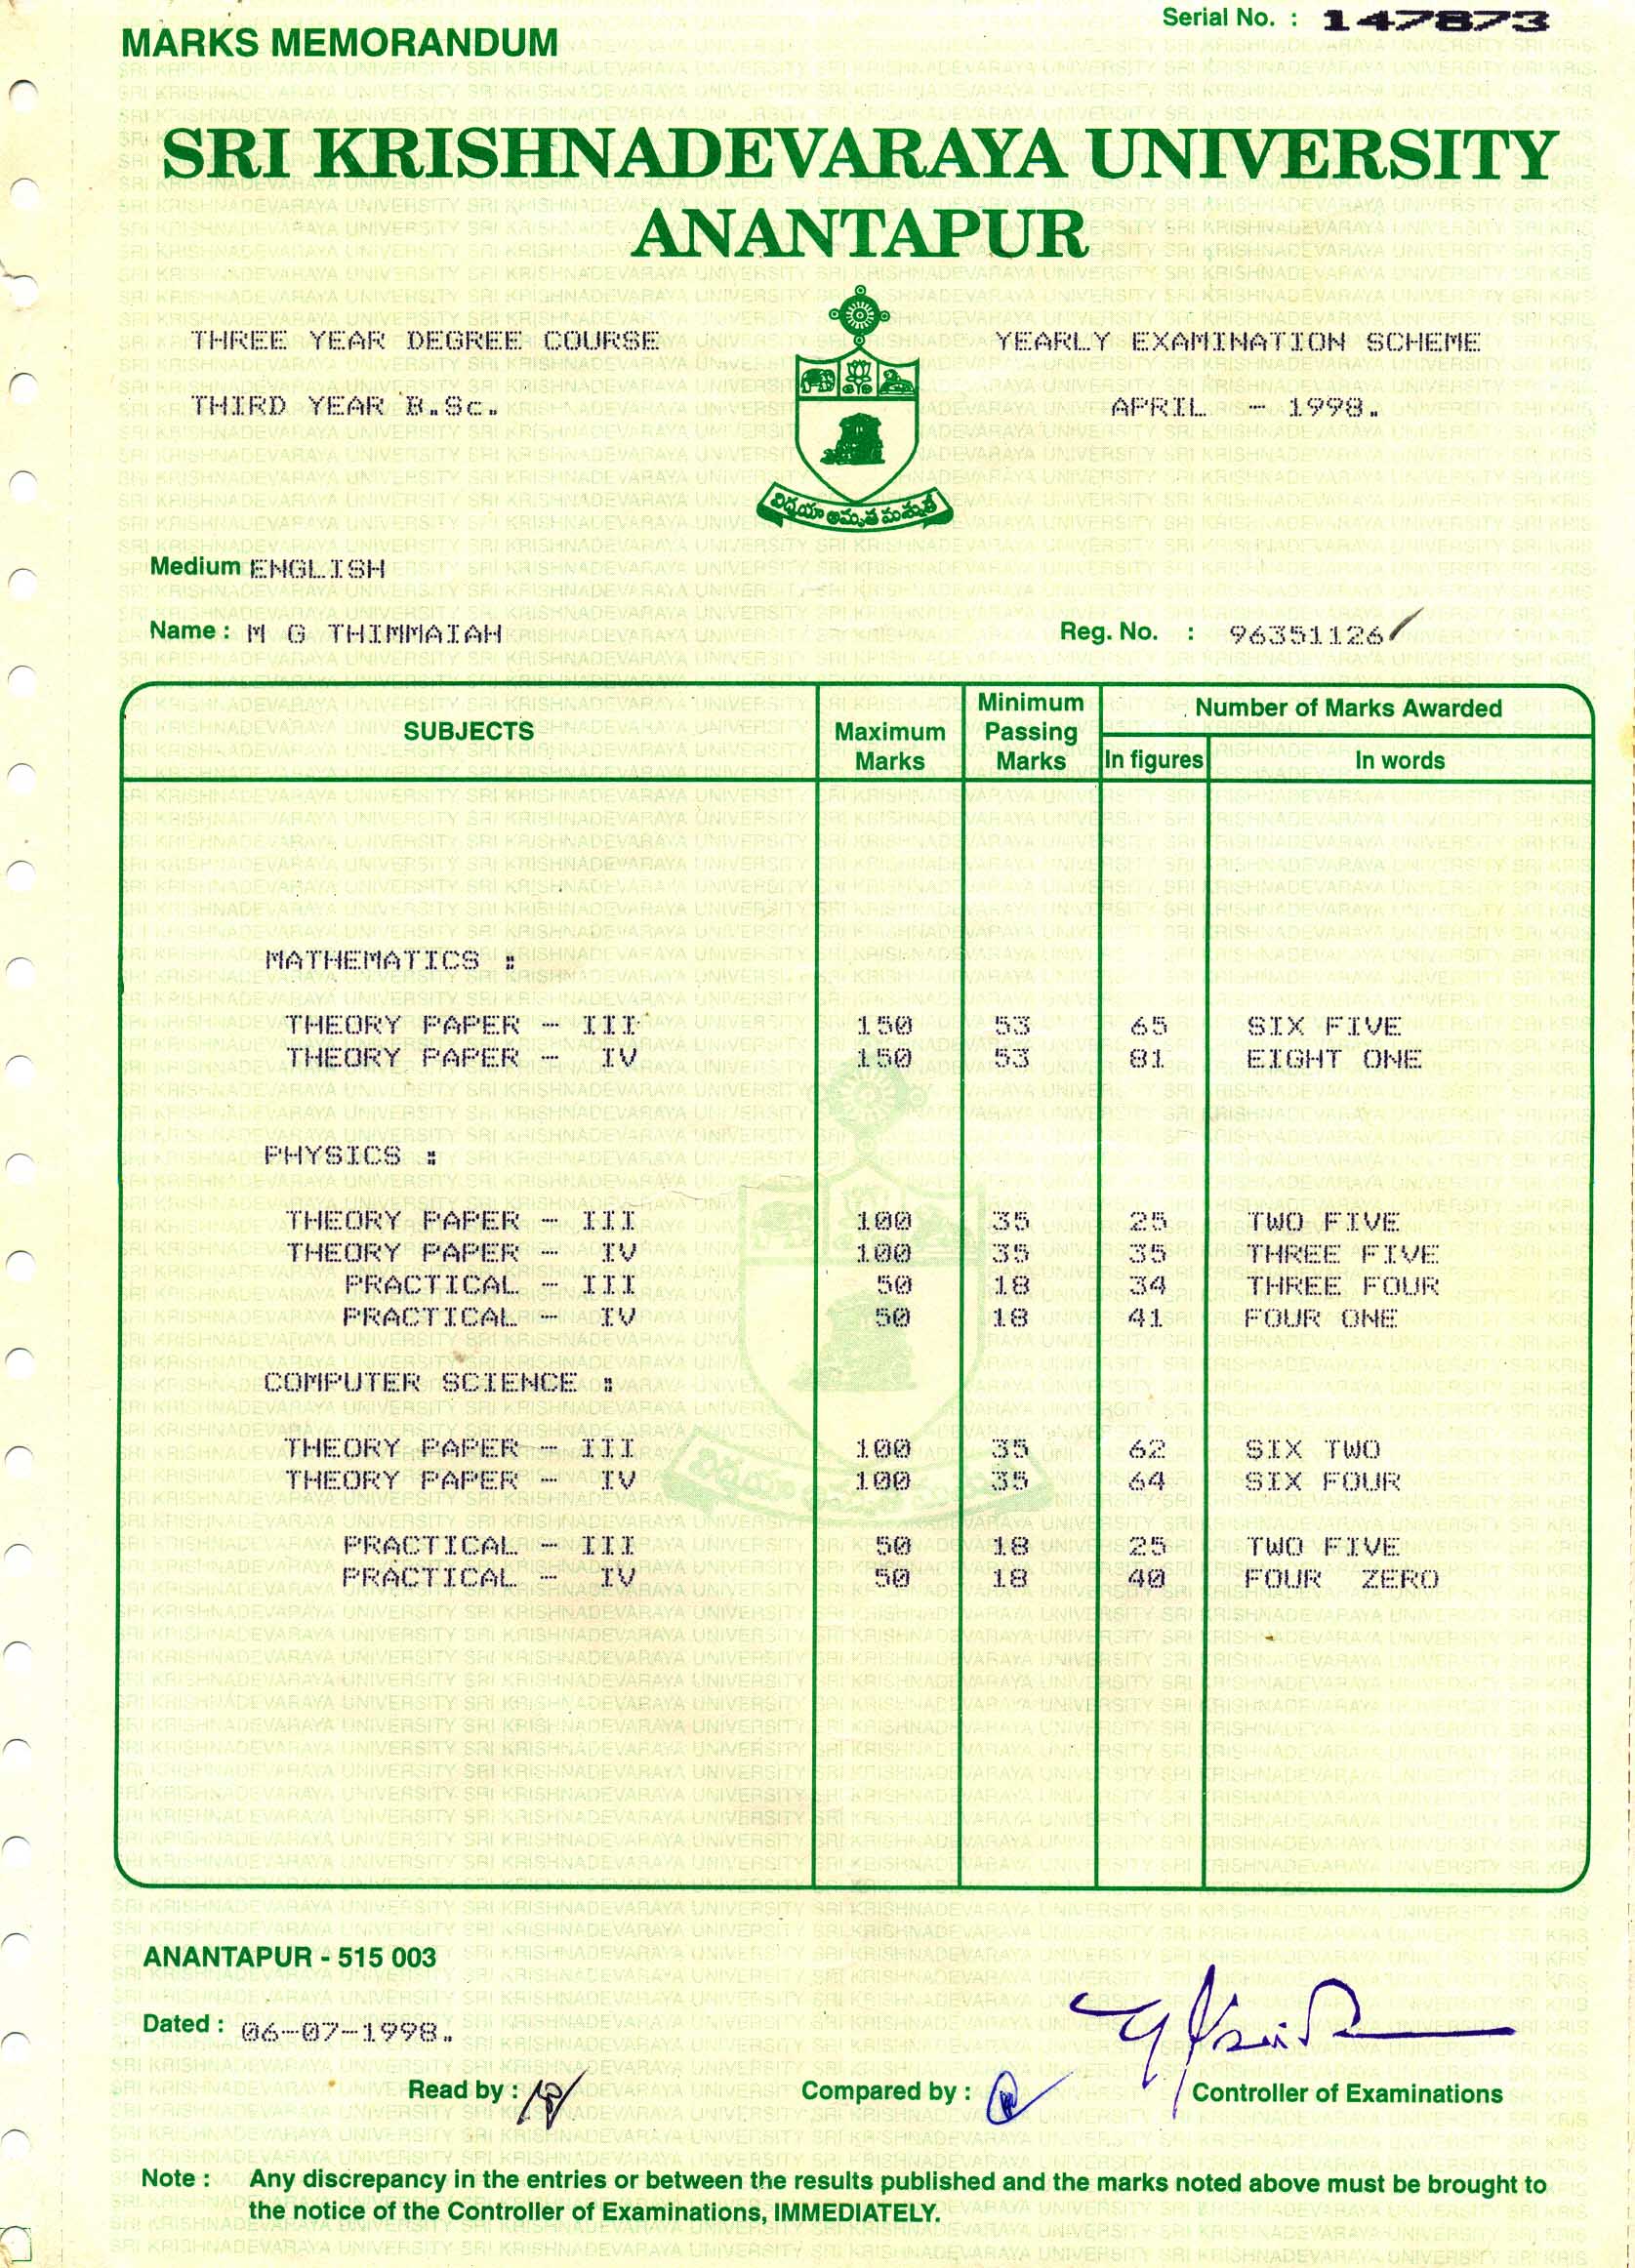 Serial No. : 147873
MARKS MEMORANDUM
SRI KRISHNADEVARAYA UNIVERSITY
ANANTAPUR
THREE YEAR DEGREE COURSE YEARLY EXAMINATION SCHEME
THIRD YEAR B.Sc. APRIL - 1998.
విద్యయా అమృత మశ్నుతే
Medium ENGLISH
Name : M G THIMMAIAH Reg. No. : 96351126
SUBJECTS Maximum Marks Minimum Passing Marks Number of Marks Awarded
In figures In words
MATHEMATICS :
THEORY PAPER - III 150 53 65 SIX FIVE
THEORY PAPER - IV 150 53 81 EIGHT ONE
PHYSICS :
THEORY PAPER - III 100 35 25 TWO FIVE
THEORY PAPER - IV 100 35 35 THREE FIVE
PRACTICAL - III 50 18 34 THREE FOUR
PRACTICAL - IV 50 18 41 FOUR ONE
COMPUTER SCIENCE :
THEORY PAPER - III 100 35 62 SIX TWO
THEORY PAPER - IV 100 35 64 SIX FOUR
PRACTICAL - III 50 18 25 TWO FIVE
PRACTICAL - IV 50 18 40 FOUR ZERO
ANANTAPUR - 515 003
Dated : 06-07-1998.
Read by : Compared by : Controller of Examinations
Note : Any discrepancy in the entries or between the results published and the marks noted above must be brought to
the notice of the Controller of Examinations, IMMEDIATELY.